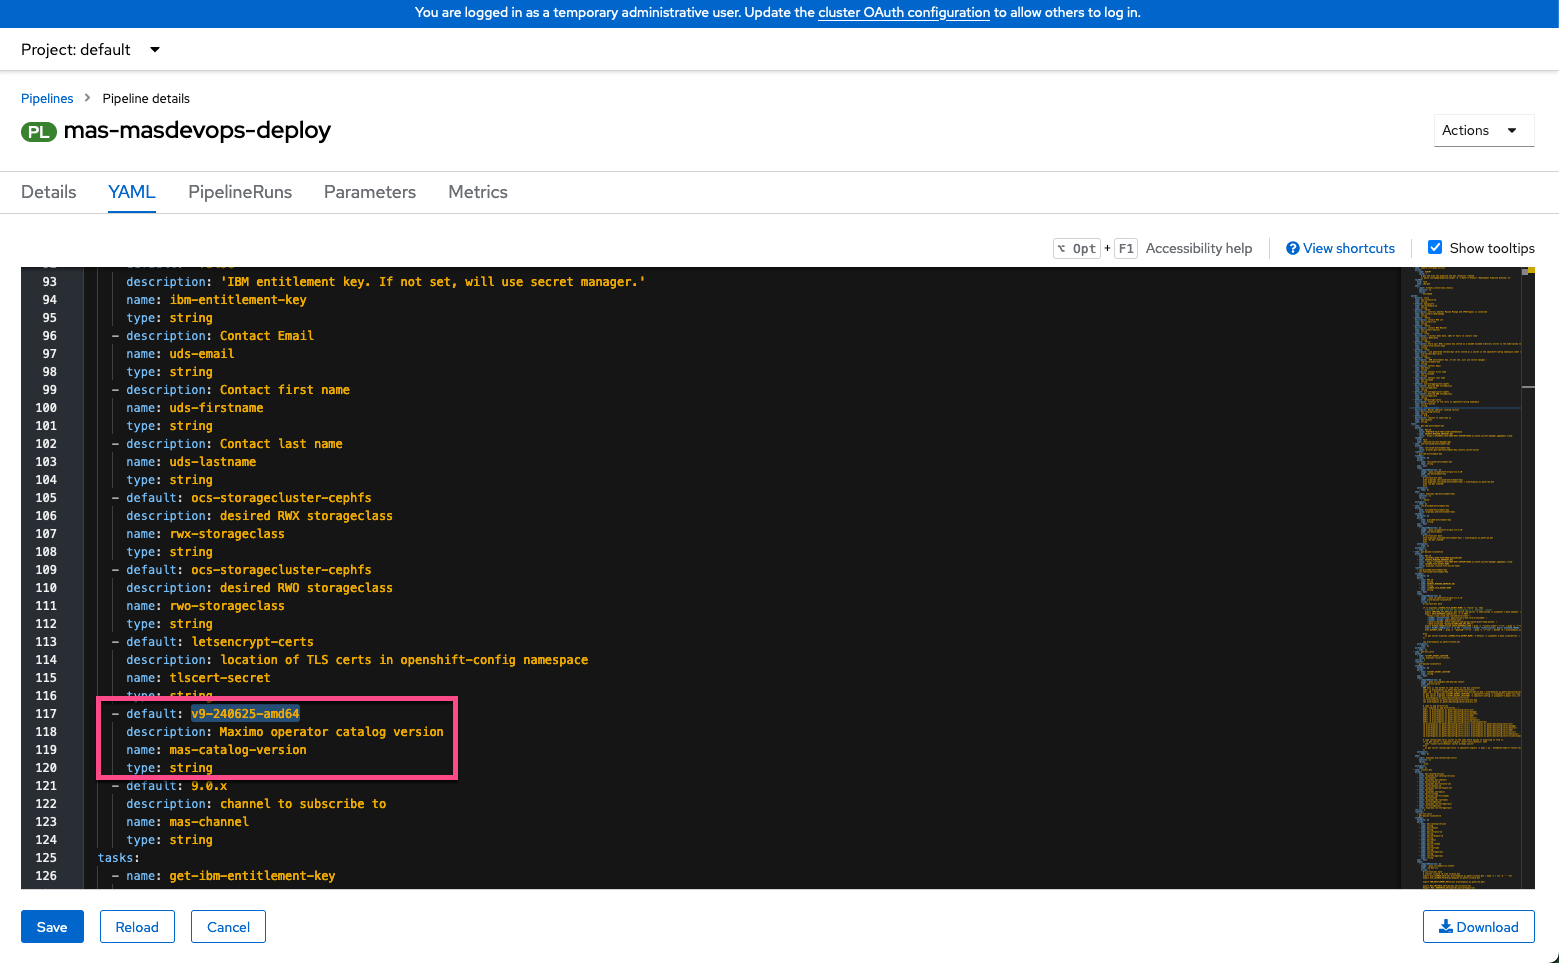 You are logged in as a temporary administrative user. Update the cluster OAuth configuration to allow others to log in.
Project: default
Pipelines > Pipeline details
PL mas-masdevops-deploy
Actions
Details YAML PipelineRuns Parameters Metrics
⌥ Opt + F1 Accessibility help View shortcuts Show tooltips
93 description: 'IBM entitlement key. If not set, will use secret manager.'
94 name: ibm-entitlement-key
95 type: string
96 - description: Contact Email
97 name: uds-email
98 type: string
99 - description: Contact first name
100 name: uds-firstname
101 type: string
102 - description: Contact last name
103 name: uds-lastname
104 type: string
105 - default: ocs-storagecluster-cephfs
106 description: desired RWX storageclass
107 name: rwx-storageclass
108 type: string
109 - default: ocs-storagecluster-cephfs
110 description: desired RWO storageclass
111 name: rwo-storageclass
112 type: string
113 - default: letsencrypt-certs
114 description: location of TLS certs in openshift-config namespace
115 name: tlscert-secret
116 type: string
117 - default: v9-240625-amd64
118 description: Maximo operator catalog version
119 name: mas-catalog-version
120 type: string
121 - default: 9.0.x
122 description: channel to subscribe to
123 name: mas-channel
124 type: string
125 tasks:
126 - name: get-ibm-entitlement-key
Save Reload Cancel Download